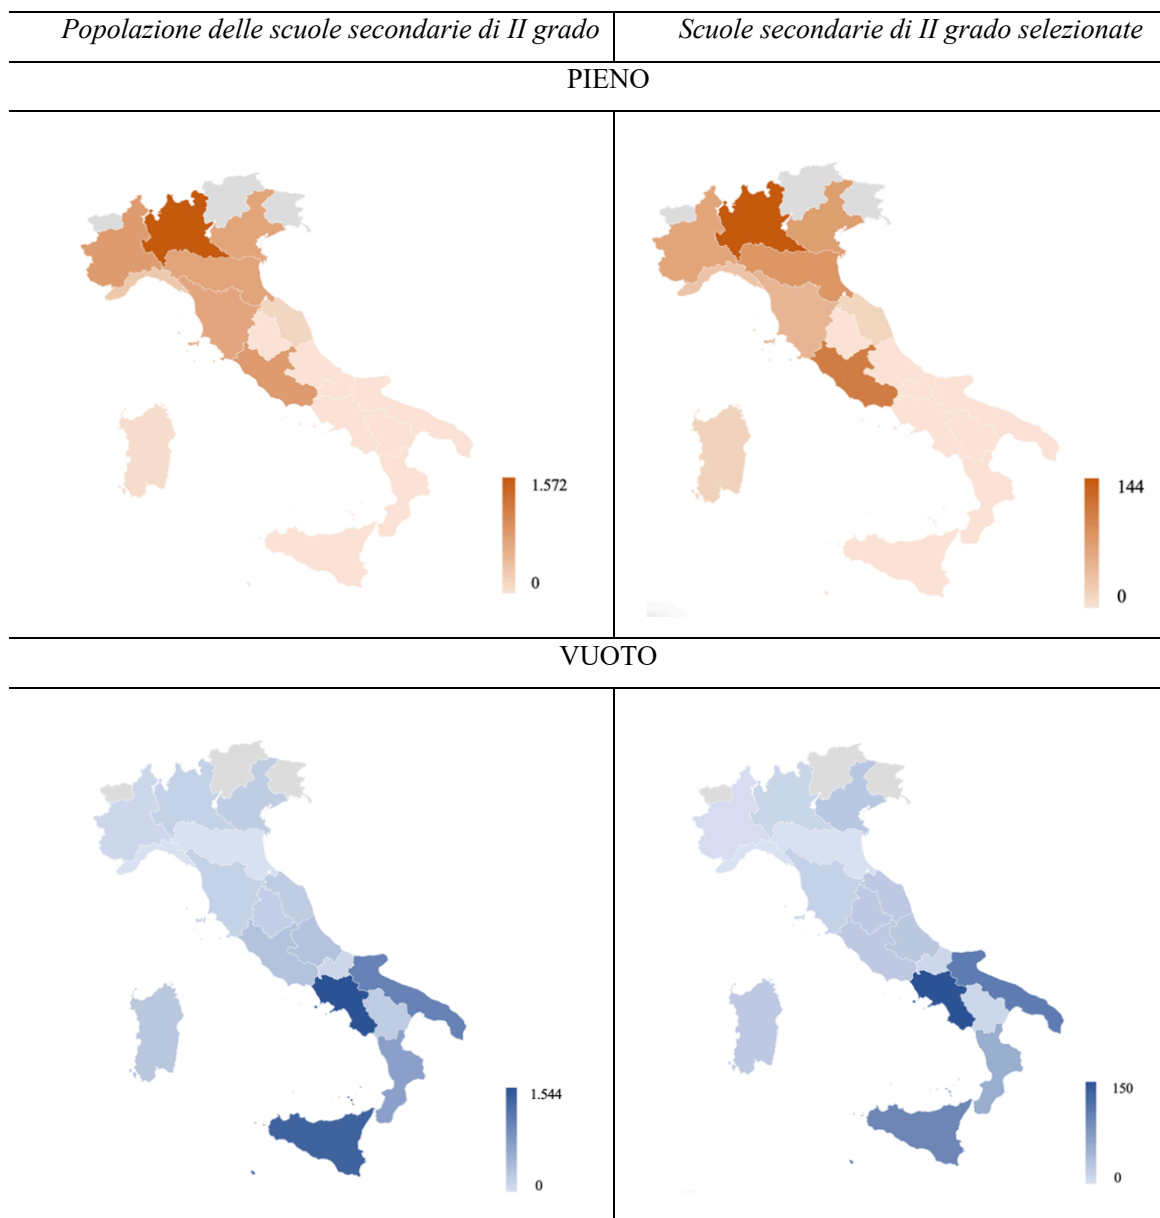 Popolazione delle scuole secondarie di II grado
Scuole secondarie di II grado selezionate
PIENO
1.572
0
144
0
VUOTO
1.544
0
150
0